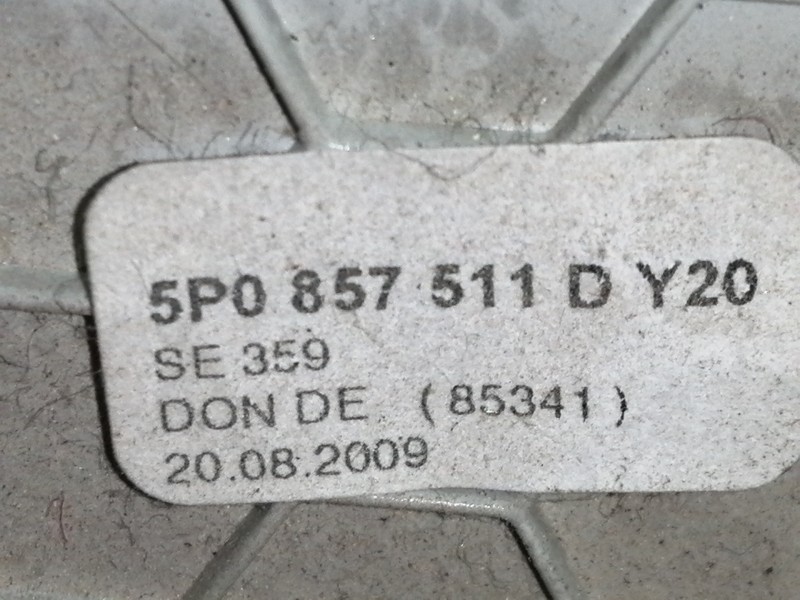 5P0 857 511 D Y20
SE 359
DON DE (85341)
20.08.2009